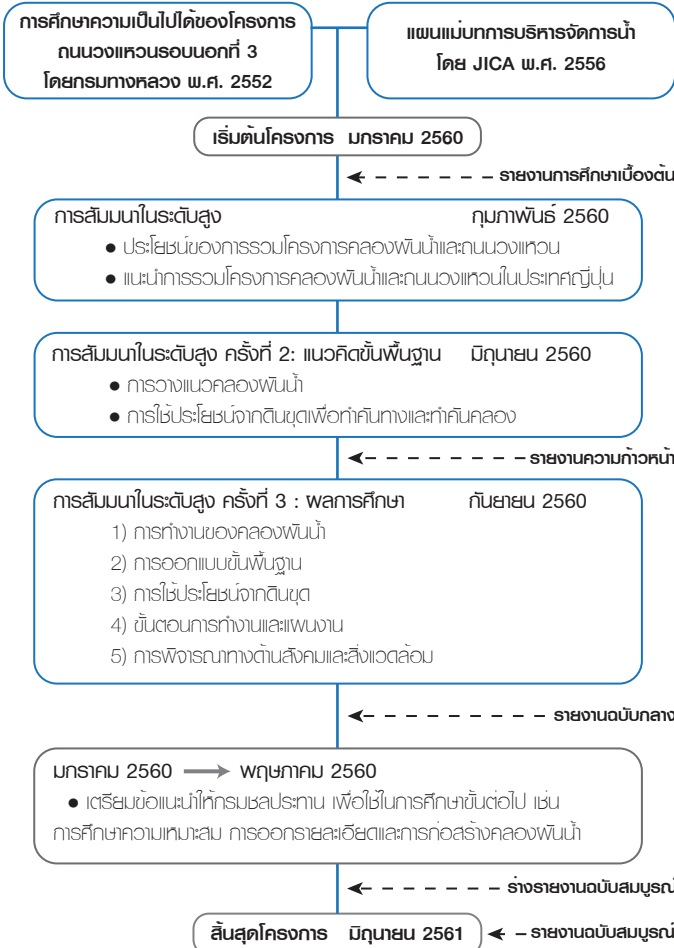 การศึกษาความเป็นไปได้ของโครงการ
ถนนวงแหวนรอบนอกที่ 3
โดยกรมทางหลวง พ.ศ. 2552
แผนแม่บทการบริหารจัดการน้ำ
โดย JICA พ.ศ. 2556
เริ่มต้นโครงการ มกราคม 2560
รายงานการศึกษาเบื้องต้น
การสัมมนาในระดับสูง กุมภาพันธ์ 2560
● ประโยชน์ของการรวมโครงการคลองผันน้ำและถนนวงแหวน
● แนะนำการรวมโครงการคลองผันน้ำและถนนวงแหวนในประเทศญี่ปุ่น
การสัมมนาในระดับสูง ครั้งที่ 2: แนวคิดขั้นพื้นฐาน มิถุนายน 2560
● การวางแนวคลองผันน้ำ
● การใช้ประโยชน์จากดินขุดเพื่อทำคันทางและทำคันคลอง
รายงานความก้าวหน้า
การสัมมนาในระดับสูง ครั้งที่ 3 : ผลการศึกษา กันยายน 2560
1) การทำงานของคลองผันน้ำ
2) การออกแบบขั้นพื้นฐาน
3) การใช้ประโยชน์จากดินขุด
4) ขั้นตอนการทำงานและแผนงาน
5) การพิจารณาทางด้านสังคมและสิ่งแวดล้อม
รายงานฉบับกลาง
มกราคม 2560 → พฤษภาคม 2560
● เตรียมข้อแนะนำให้กรมชลประทาน เพื่อใช้ในการศึกษาขั้นต่อไป เช่น
การศึกษาความเหมาะสม การออกรายละเอียดและการก่อสร้างคลองผันน้ำ
ร่างรายงานฉบับสมบูรณ์
สิ้นสุดโครงการ มิถุนายน 2561
รายงานฉบับสมบูรณ์